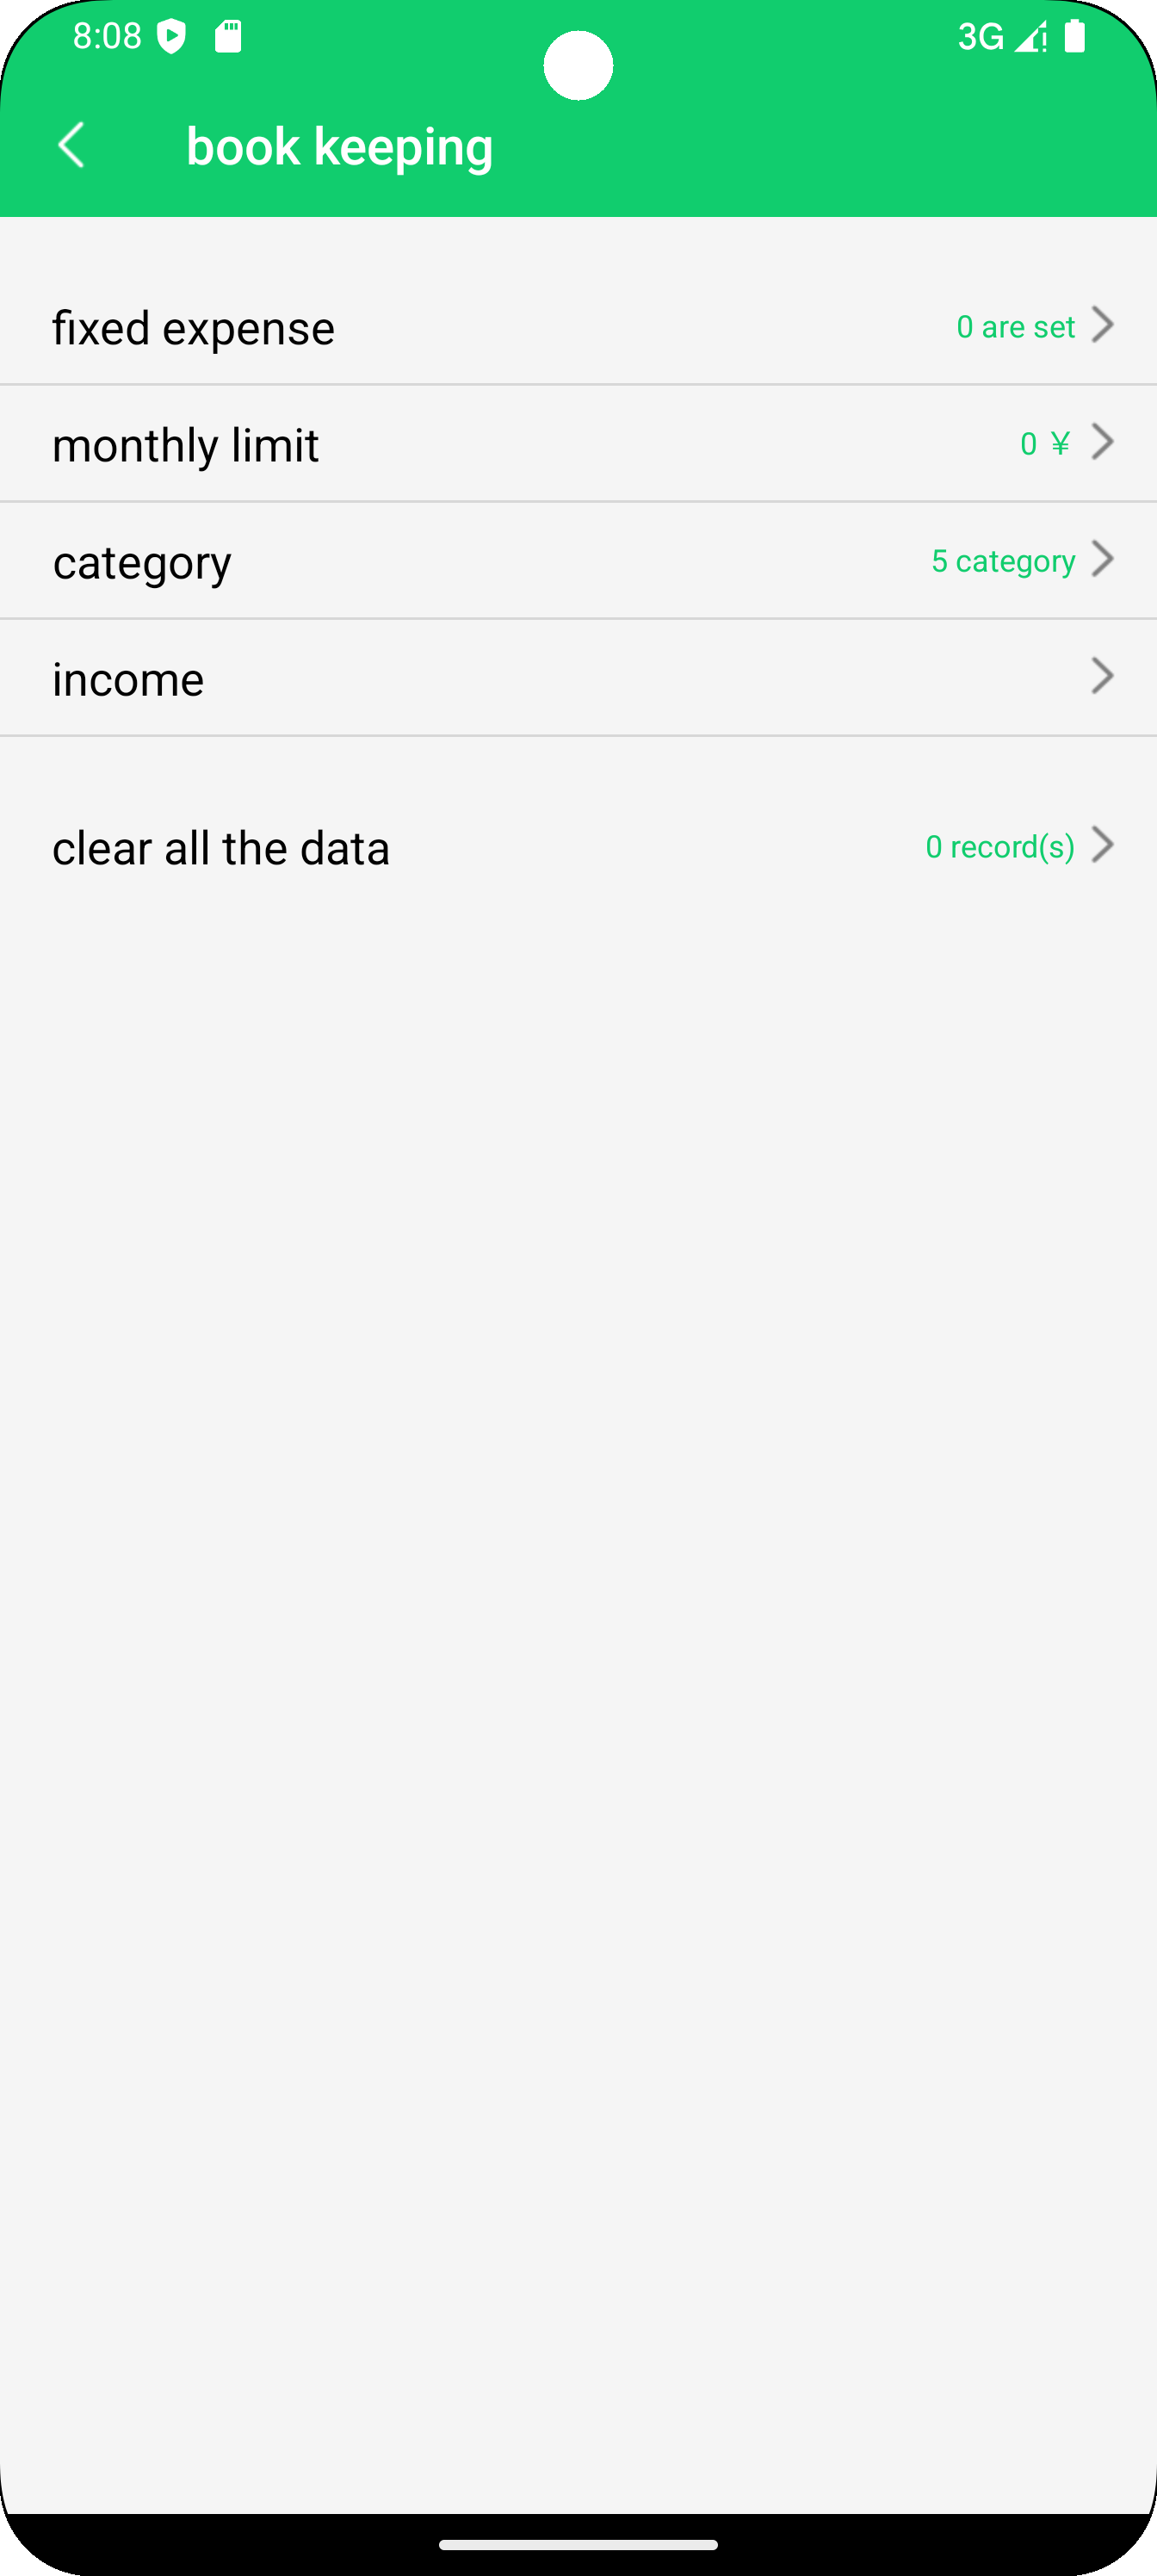 8:08
3G
book keeping
fixed expense 0 are set
monthly limit 0 ¥
category 5 category
income
clear all the data 0 record(s)